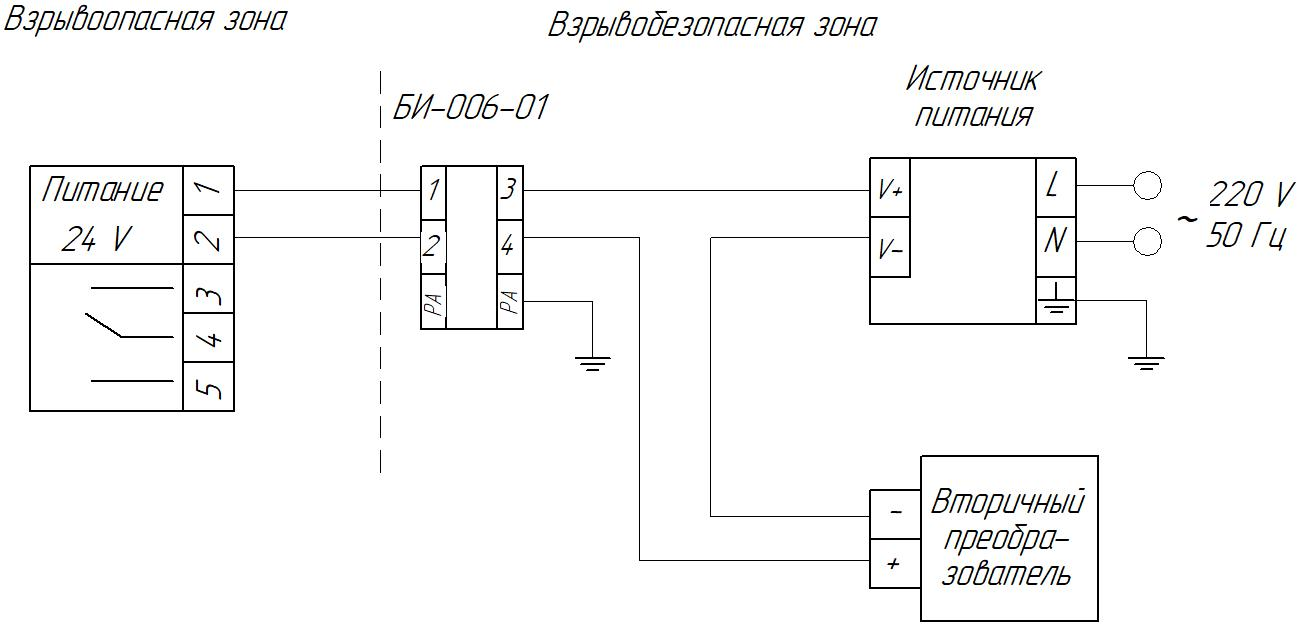 Взрывоопасная зона
Взрывобезопасная зона
БИ-006-01
Источник
питания
Питание
24 V
1
2
3
4
5
1
2
PA
3
4
PA
V+
V-
L
N
~ 220 V
50 Гц
-
+
Вторичный
преобра-
зователь